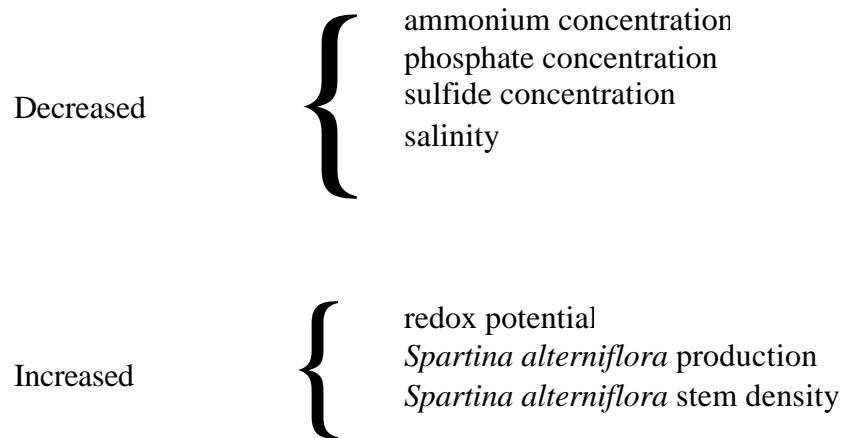 Decreased
ammonium concentration
phosphate concentration
sulfide concentration
salinity
Increased
redox potential
Spartina alterniflora production
Spartina alterniflora stem density